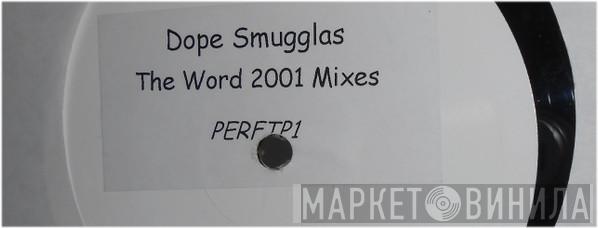 Dope Smugglas
The Word 2001 Mixes
PERFTP1
МАРКЕТ ВИНИЛА